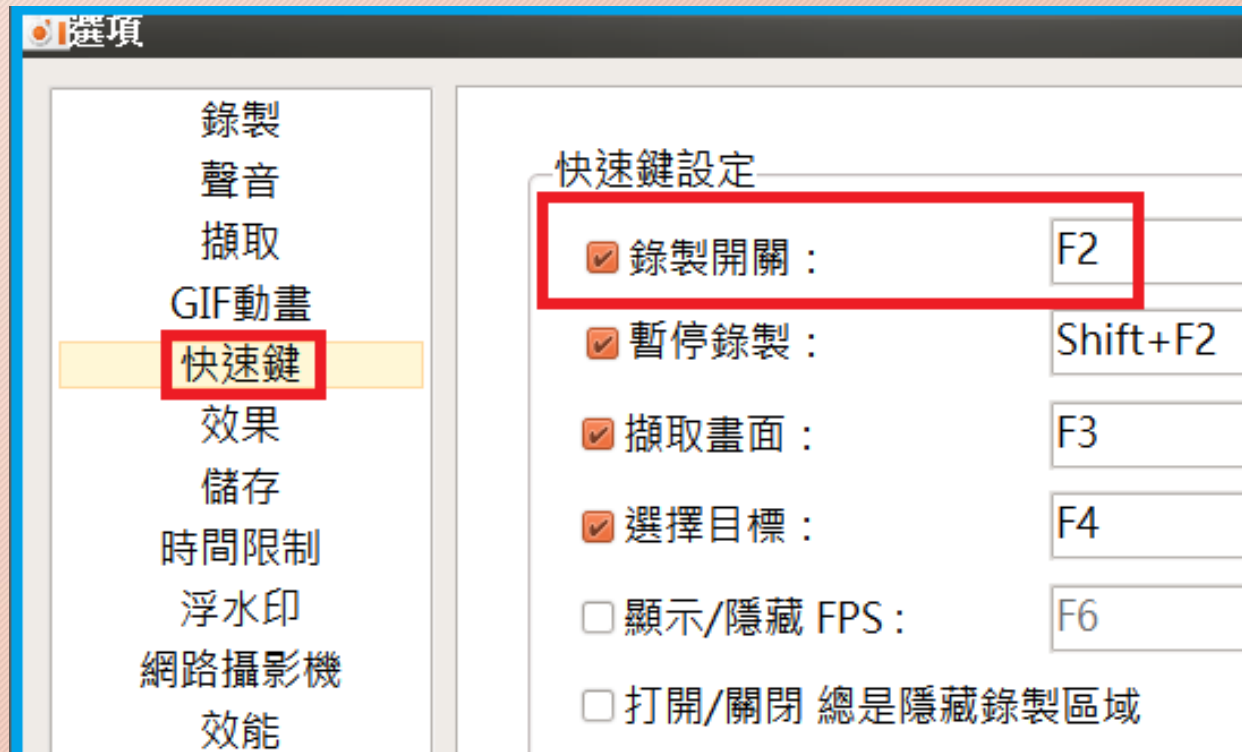 選項
錄製
聲音
擷取
GIF動畫
快速鍵
效果
儲存
時間限制
浮水印
網路攝影機
效能
快速鍵設定
錄製開關： F2
暫停錄製： Shift+F2
擷取畫面： F3
選擇目標： F4
顯示/隱藏 FPS： F6
打開/關閉 總是隱藏錄製區域